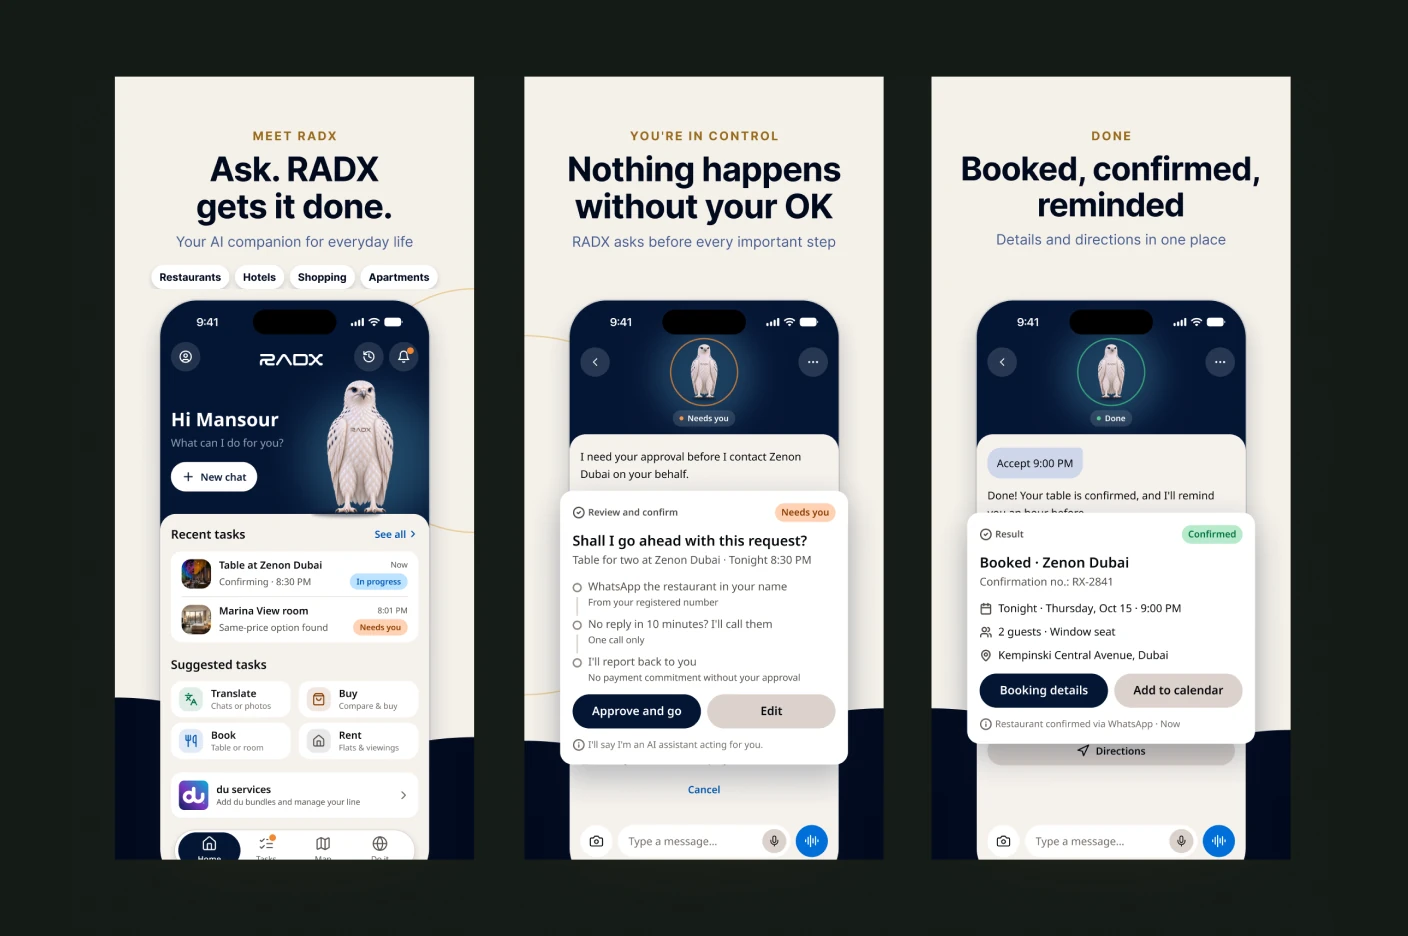 MEET RADX
Ask. RADX
gets it done.
Your AI companion for everyday life
Restaurants
Hotels
Shopping
Apartments
9:41
RADX
Hi Mansour
RADX
What can I do for you?
New chat
Recent tasks
See all
Table at Zenon Dubai
Now
Confirming · 8:30 PM
In progress
Marina View room
8:01 PM
Same-price option found
Needs you
Suggested tasks
Translate
Chats or photos
Buy
Compare & buy
Book
Table or room
Rent
Flats & viewings
du
du services
Add du bundles and manage your line
Home
Tasks
Map
Do it
YOU'RE IN CONTROL
Nothing happens
without your OK
RADX asks before every important step
9:41
Needs you
I need your approval before I contact Zenon
Dubai on your behalf.
Review and confirm
Needs you
Shall I go ahead with this request?
Table for two at Zenon Dubai · Tonight 8:30 PM
WhatsApp the restaurant in your name
From your registered number
No reply in 10 minutes? I'll call them
One call only
I'll report back to you
No payment commitment without your approval
Approve and go
Edit
I'll say I'm an AI assistant acting for you.
Cancel
Type a message...
DONE
Booked, confirmed,
reminded
Details and directions in one place
9:41
Done
Accept 9:00 PM
Done! Your table is confirmed, and I'll remind
you an hour before
Result
Confirmed
Booked · Zenon Dubai
Confirmation no.: RX-2841
Tonight · Thursday, Oct 15 · 9:00 PM
2 guests · Window seat
Kempinski Central Avenue, Dubai
Booking details
Add to calendar
Restaurant confirmed via WhatsApp · Now
Directions
Type a message...